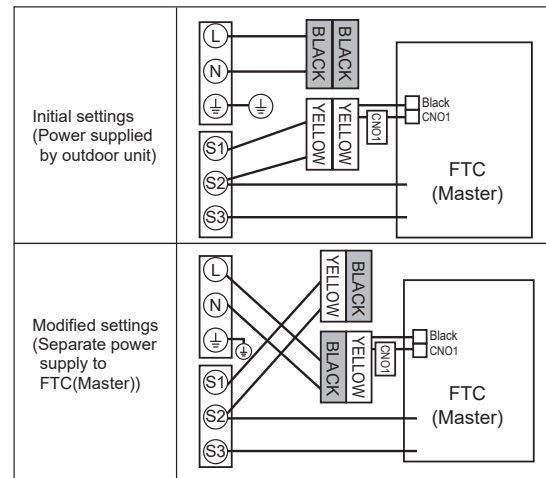 Initial settings
(Power supplied
by outdoor unit)
L
N
S1
S2
S3
BLACK
BLACK
YELLOW
YELLOW
CNO1
Black
CNO1
FTC
(Master)
Modified settings
(Separate power
supply to
FTC(Master))
L
N
S1
S2
S3
YELLOW
BLACK
BLACK
YELLOW
CNO1
Black
CNO1
FTC
(Master)